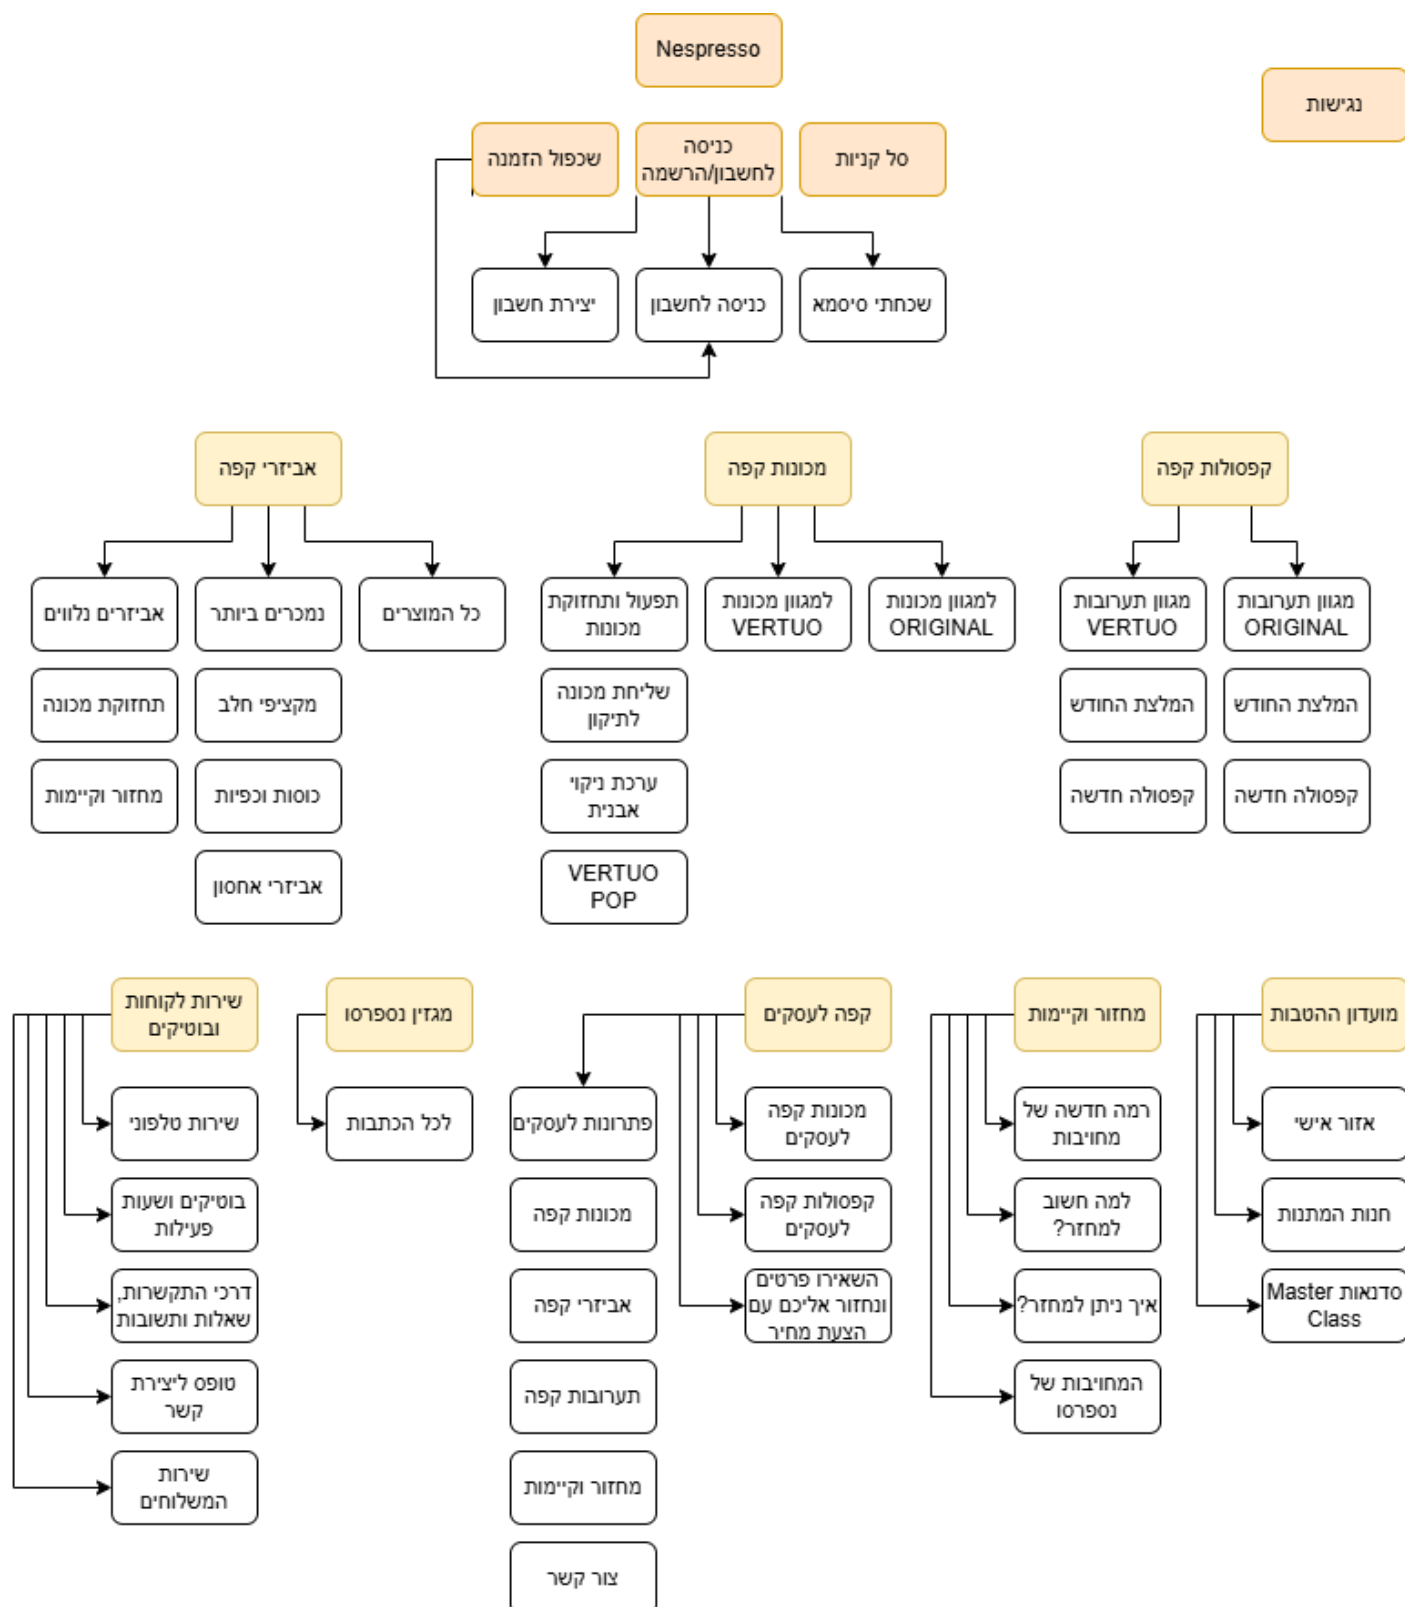 Nespresso
נגישות
סל קניות
כניסה
לחשבון/הרשמה
שכפול הזמנה
שכחתי סיסמא
כניסה לחשבון
יצירת חשבון
קפסולות קפה
מכונות קפה
אביזרי קפה
מגוון תערובות
ORIGINAL
מגוון תערובות
VERTUO
למגוון מכונות
ORIGINAL
למגוון מכונות
VERTUO
תפעול ותחזוקת
מכונות
כל המוצרים
נמכרים ביותר
אביזרים נלווים
המלצת החודש
המלצת החודש
שליחת מכונה
לתיקון
מקציפי חלב
תחזוקת מכונה
קפסולה חדשה
קפסולה חדשה
ערכת ניקוי
אבנית
כוסות וכפיות
מחזור וקיימות
VERTUO
POP
אביזרי אחסון
מועדון ההטבות
מחזור וקיימות
קפה לעסקים
מגזין נספרסו
שירות לקוחות
ובוטיקים
אזור אישי
רמה חדשה של
מחויבות
מכונות קפה
לעסקים
פתרונות לעסקים
לכל הכתבות
שירות טלפוני
חנות המתנות
למה חשוב
למחזר?
קפסולות קפה
לעסקים
מכונות קפה
בוטיקים ושעות
פעילות
סדנאות Master
Class
איך ניתן למחזר?
השאירו פרטים
ונחזור אליכם עם
הצעת מחיר
אביזרי קפה
דרכי התקשרות,
שאלות ותשובות
המחויבות של
נספרסו
תערובות קפה
טופס ליצירת
קשר
מחזור וקיימות
שירות
המשלוחים
צור קשר